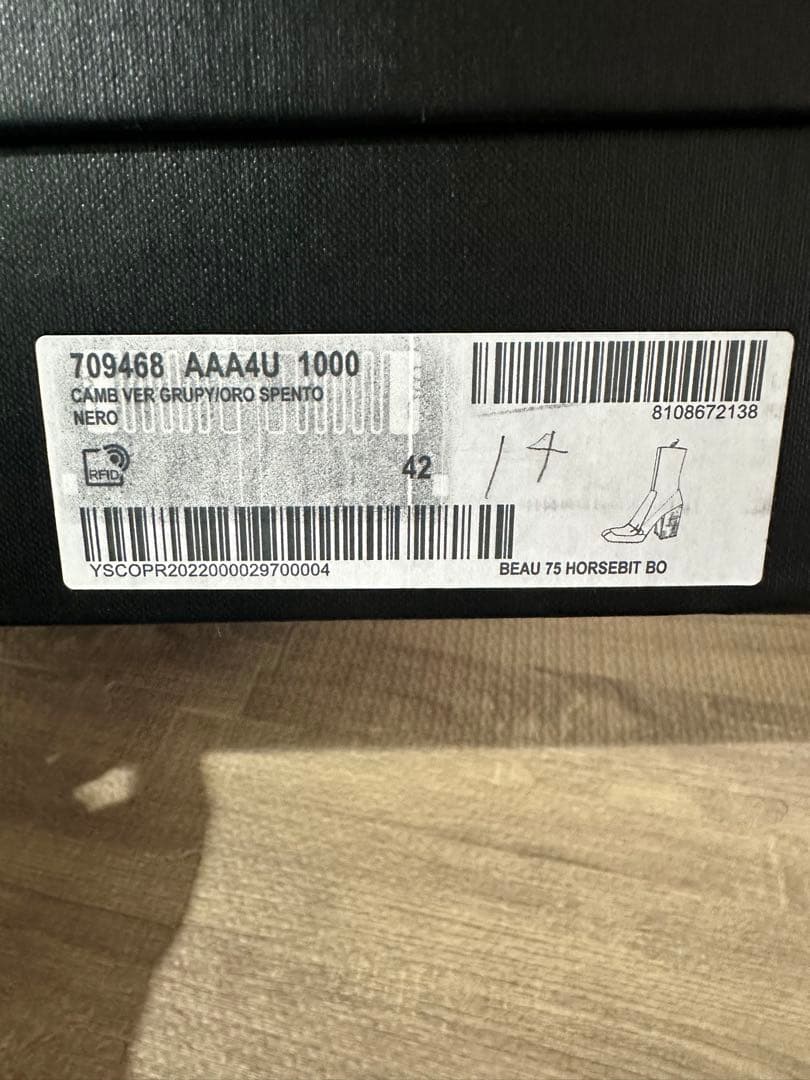 709468 AAA4U 1000
CAMB VER GRUPY/ORO SPENTO
NERO
8108672138
RFID
42
14
YSCOPR2022000029700004
BEAU 75 HORSEBIT BO